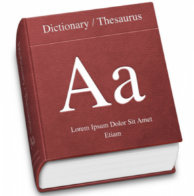 Dictionary / Thesaurus
Aa
Lorem Ipsum Dolor Sit Amet
Etiam